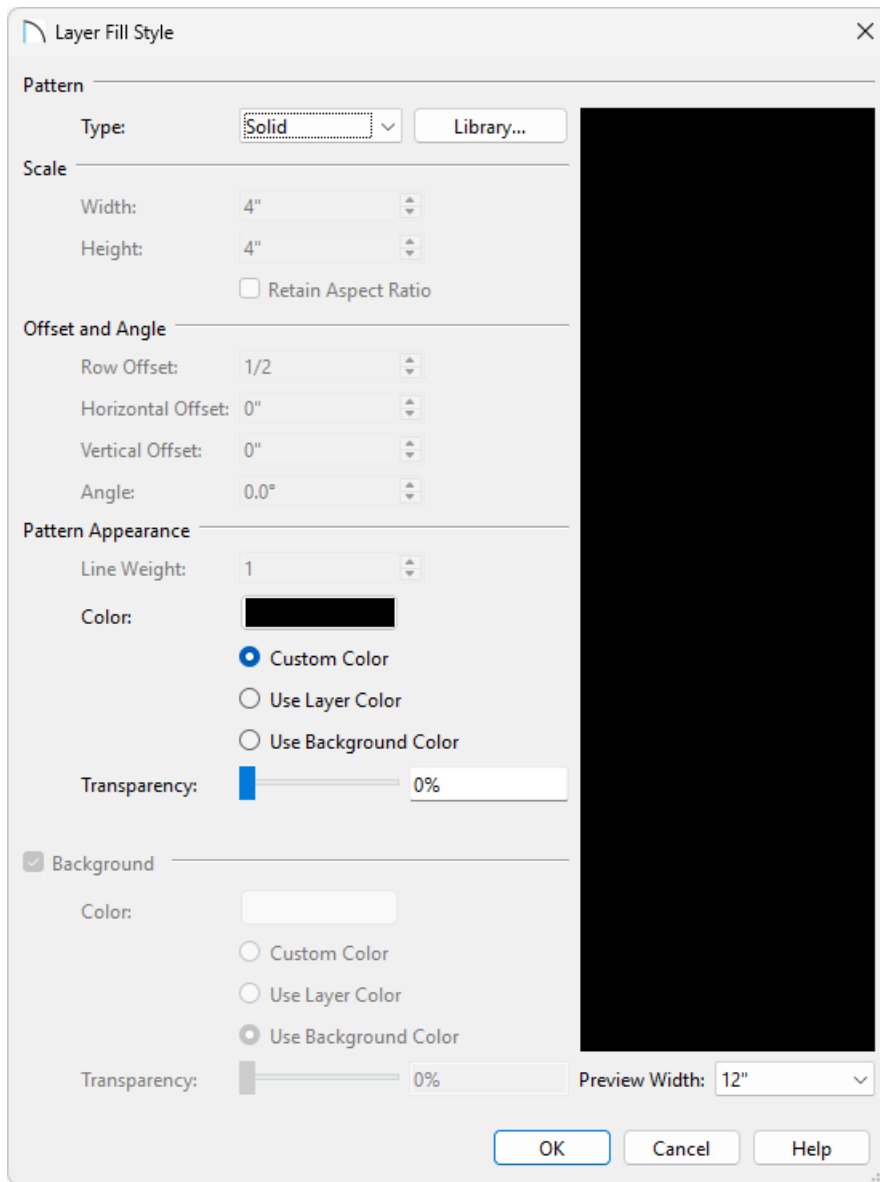 Layer Fill Style
Pattern
Type: Solid Library...
Scale
Width: 4"
Height: 4"
Retain Aspect Ratio
Offset and Angle
Row Offset: 1/2
Horizontal Offset: 0"
Vertical Offset: 0"
Angle: 0.0°
Pattern Appearance
Line Weight: 1
Color:
Custom Color
Use Layer Color
Use Background Color
Transparency: 0%
Background
Color:
Custom Color
Use Layer Color
Use Background Color
Transparency: 0% Preview Width: 12"
OK Cancel Help